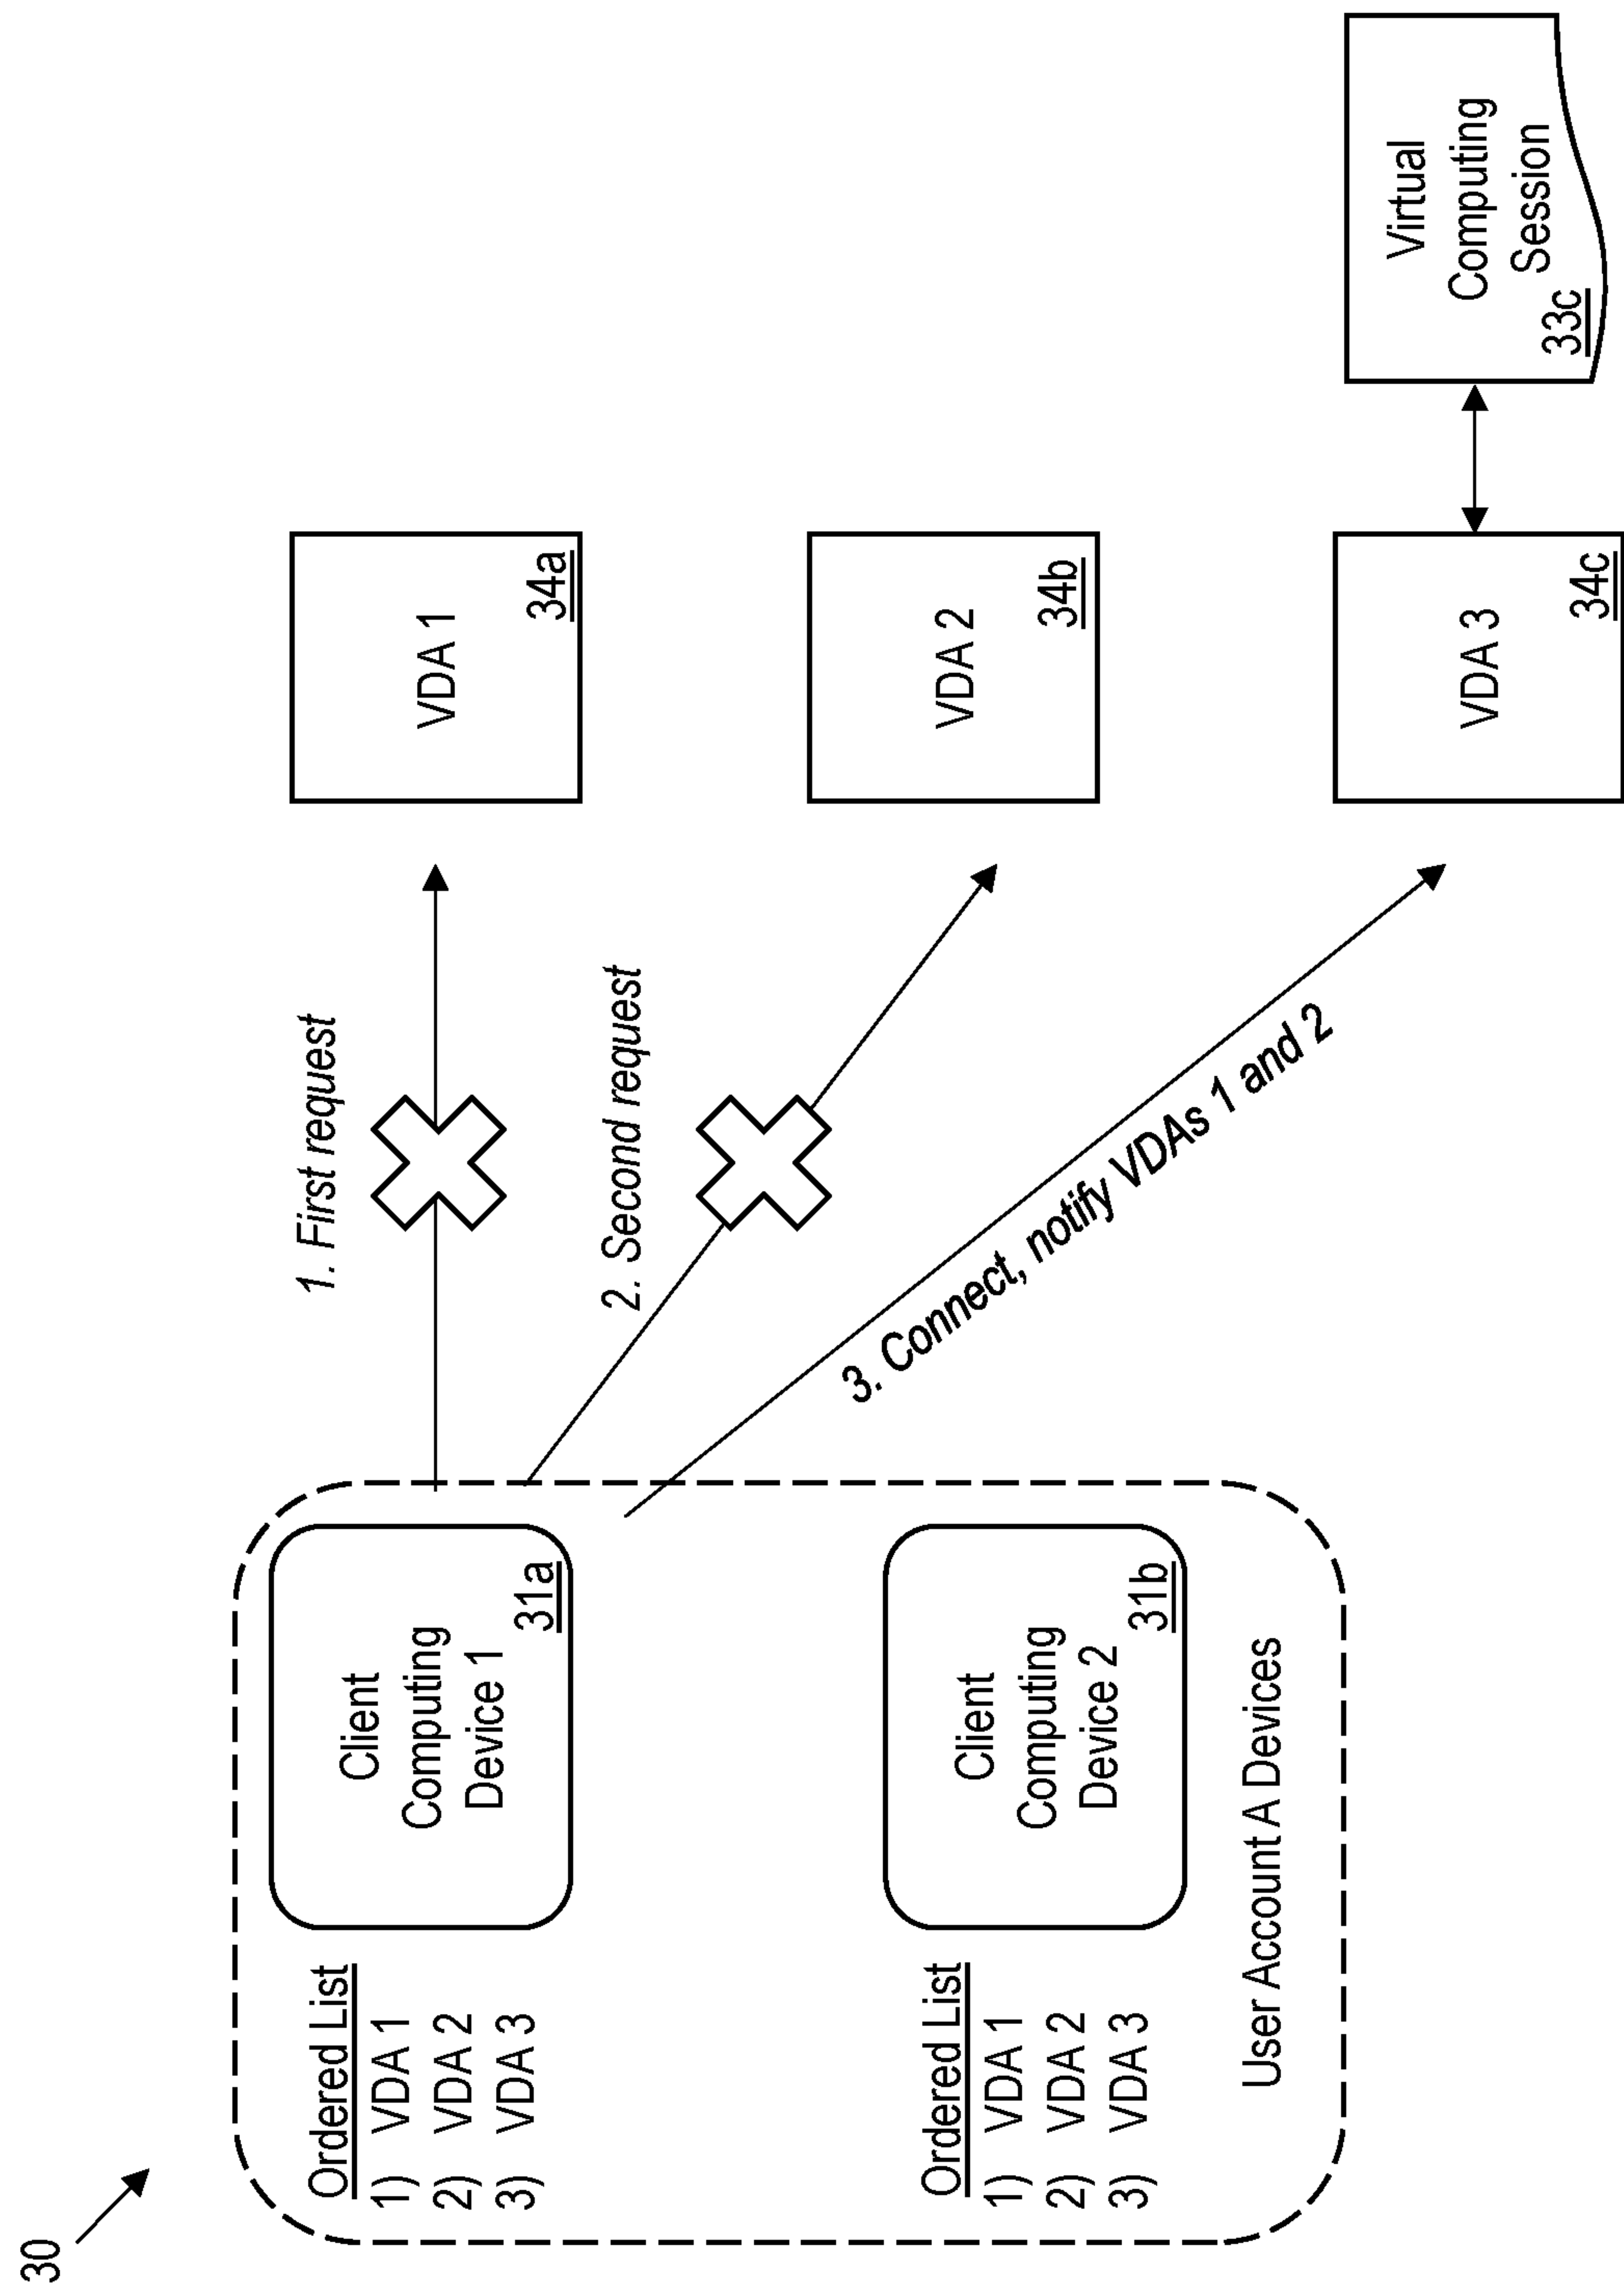 30
Ordered List
1) VDA 1
2) VDA 2
3) VDA 3
Client
Computing
Device 1
31a
1. First request
VDA 1
34a
2. Second request
VDA 2
34b
Ordered List
1) VDA 1
2) VDA 2
3) VDA 3
Client
Computing
Device 2
31b
User Account A Devices
3. Connect, notify VDAs 1 and 2
VDA 3
34c
Virtual
Computing
Session
33c